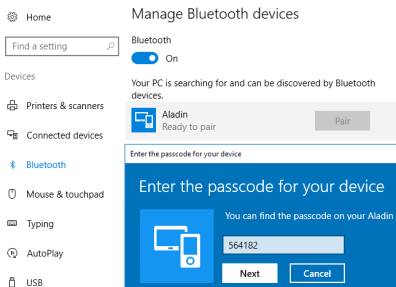 Home
Find a setting
Devices
Printers & scanners
Connected devices
Bluetooth
Mouse & touchpad
Typing
AutoPlay
USB
Manage Bluetooth devices
Bluetooth
On
Your PC is searching for and can be discovered by Bluetooth
devices.
Aladin
Ready to pair
Pair
Enter the passcode for your device
Enter the passcode for your device
You can find the passcode on your Aladin
564182
Next
Cancel